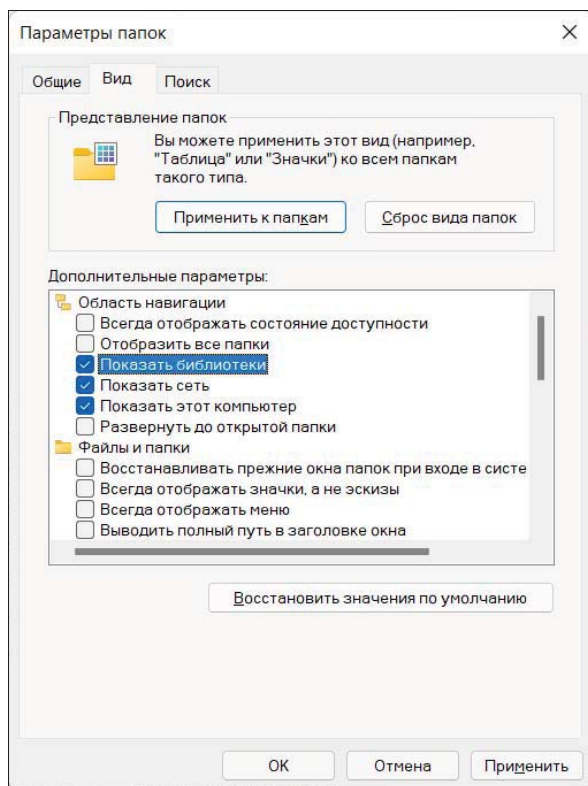 Параметры папок
Общие
Вид
Поиск
Представление папок
Вы можете применить этот вид (например,
"Таблица" или "Значки") ко всем папкам
такого типа.
Применить к папкам
Сброс вида папок
Дополнительные параметры:
Область навигации
Всегда отображать состояние доступности
Отобразить все папки
Показать библиотеки
Показать сеть
Показать этот компьютер
Развернуть до открытой папки
Файлы и папки
Восстанавливать прежние окна папок при входе в систе
Всегда отображать значки, а не эскизы
Всегда отображать меню
Выводить полный путь в заголовке окна
Восстановить значения по умолчанию
OK
Отмена
Применить